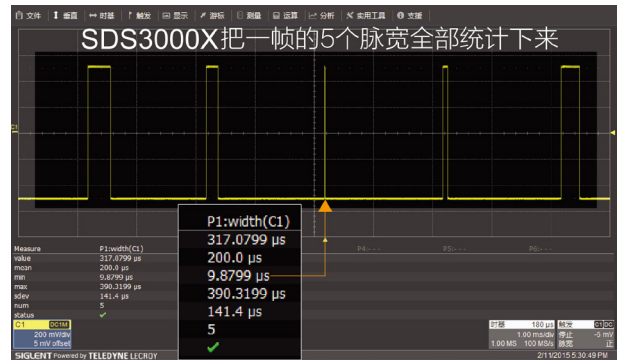 文件 垂直 时基 触发 显示 游标 测量 运算 分析 实用工具 支援
SDS3000X把一帧的5个脉宽全部统计下来
C1
P1:width(C1)
317.0799 μs
200.0 μs
9.8799 μs
390.3199 μs
141.4 μs
5
Measure P1:width(C1) P4:--- P5:--- P6:---
value 317.0799 μs
mean 200.0 μs
min 9.8799 μs
max 390.3199 μs
sdev 141.4 μs
num 5
status
C1 DC1M
200 mV/div
5 mV offset
时基 180 μs
1.00 ms/div
1.00 MS 100 MS/s
触发 C1 DC
停止 -5 mV
脉宽 正
SIGLENT Powered by TELEDYNE LECROY
2/11/2015 5:30:49 PM